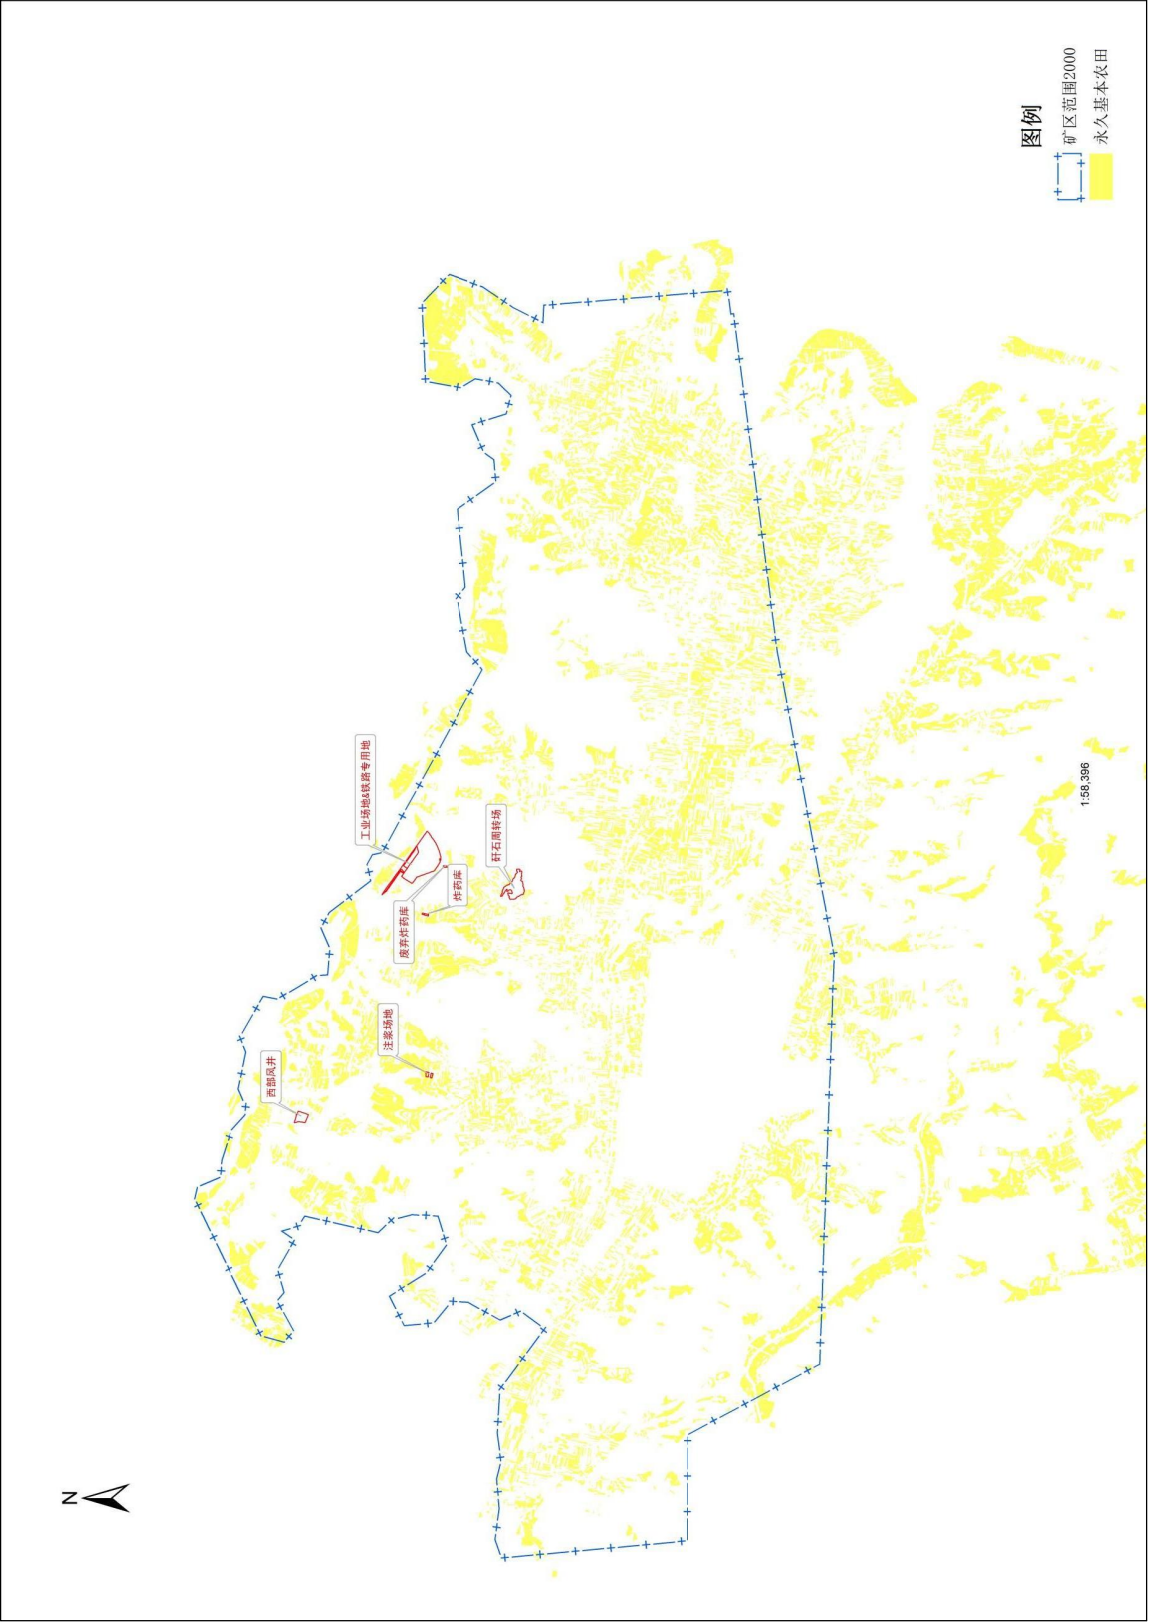 N
西部风井
注浆场地
废弃炸药库
炸药库
工业场地&铁路专用地
矸石周转场
1:58,396
图例
矿区范围2000
永久基本农田